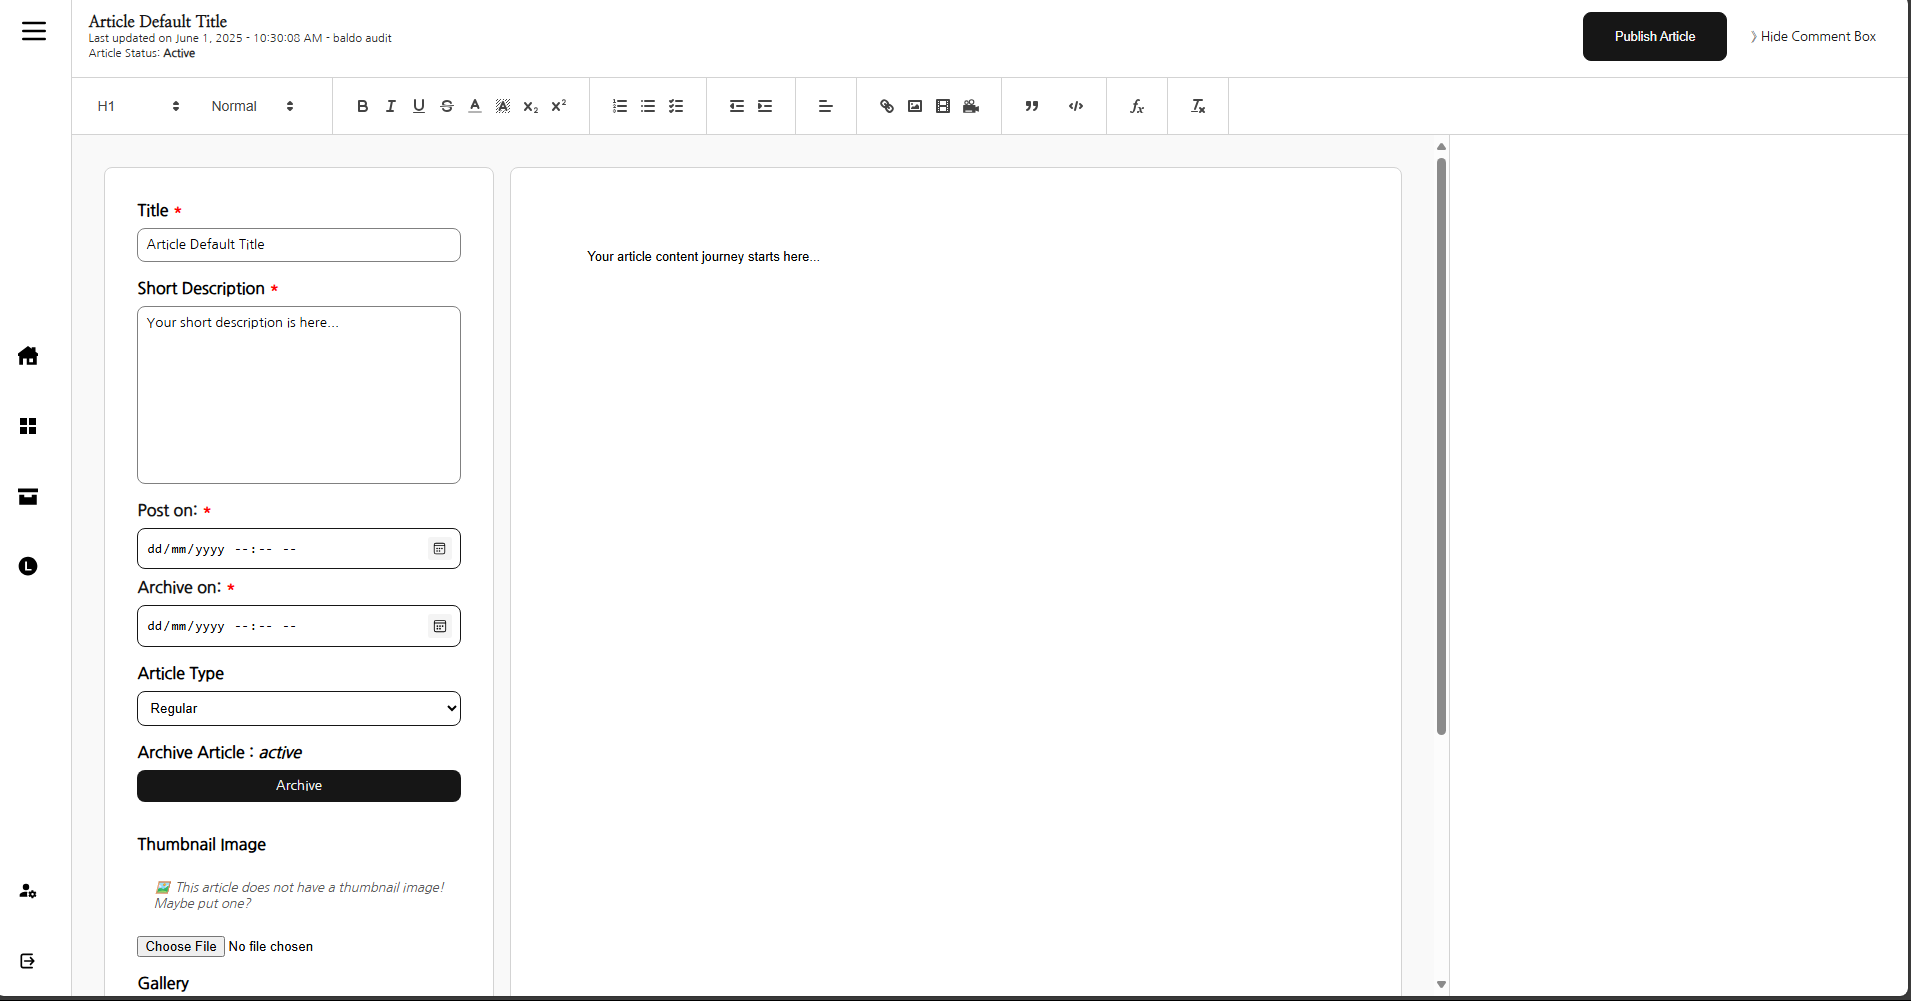 Article Default Title
Last updated on June 1, 2025 - 10:30:08 AM - baldo audit
Article Status: Active
Publish Article
》Hide Comment Box
H1
Normal
Title *
Article Default Title
Short Description *
Your short description is here...
Post on: *
dd/mm/yyyy --:-- --
Archive on: *
dd/mm/yyyy --:-- --
Article Type
Regular
Archive Article : active
Archive
Thumbnail Image
🖼️ This article does not have a thumbnail image!
Maybe put one?
Choose File No file chosen
Gallery
Your article content journey starts here...